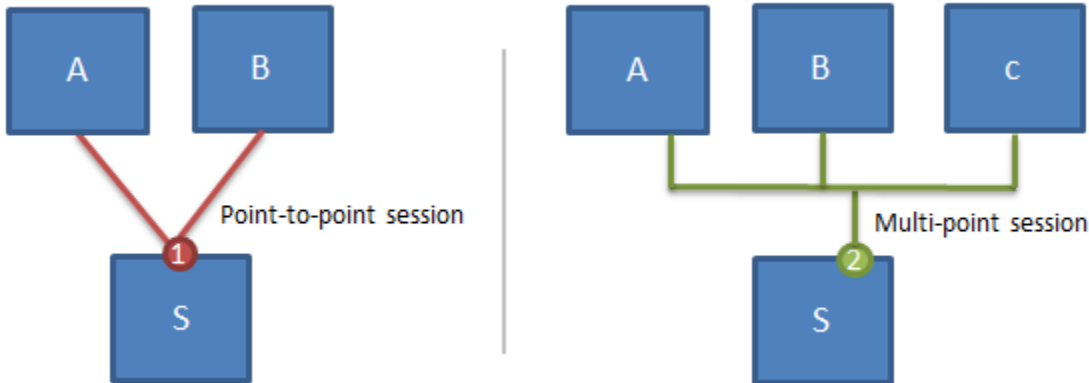 A
B
Point-to-point session
1
S
A
B
c
Multi-point session
2
S